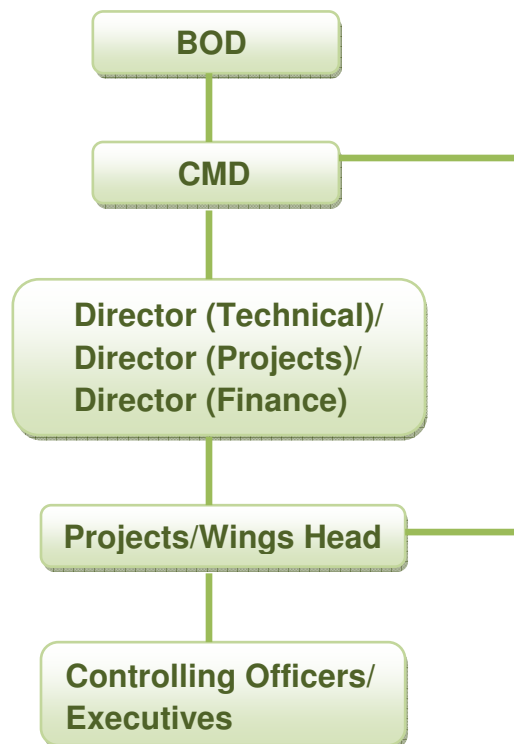 BOD
CMD
Director (Technical)/
Director (Projects)/
Director (Finance)
Projects/Wings Head
Controlling Officers/
Executives